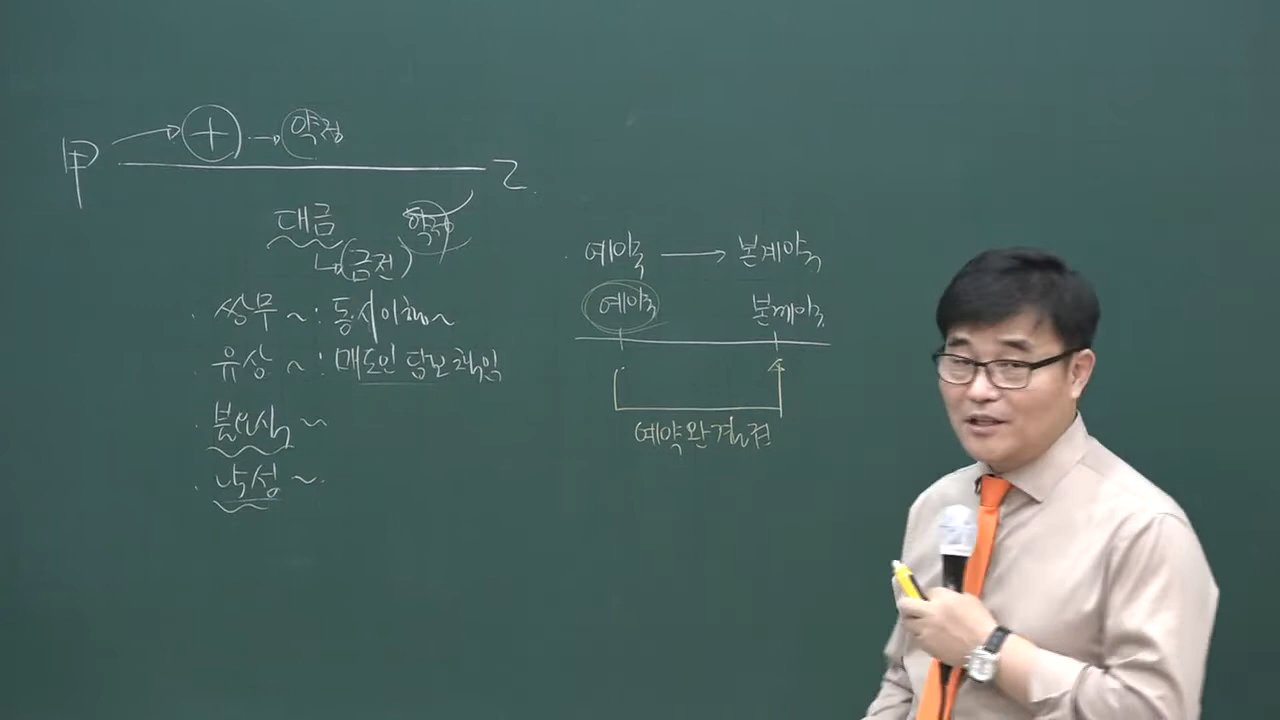 甲 + → 약정 乙
대금 약정
↳(금전)
· 쌍무 ~ : 동시이행~
· 유상 ~ : 매도인 담보책임
· 불요식 ~
· 낙성 ~
· 예약 → 본계약
예약 본계약
예약완결권